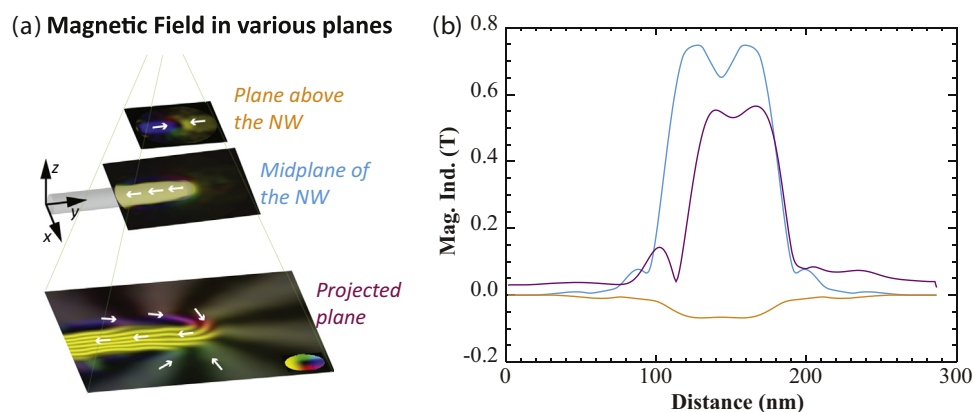 (a) Magnetic Field in various planes
Plane above
the NW
Midplane of
the NW
z
y
x
Projected
plane
(b)
0.8
0.6
0.4
0.2
0.0
-0.2
Mag. Ind. (T)
0
100
200
300
Distance (nm)